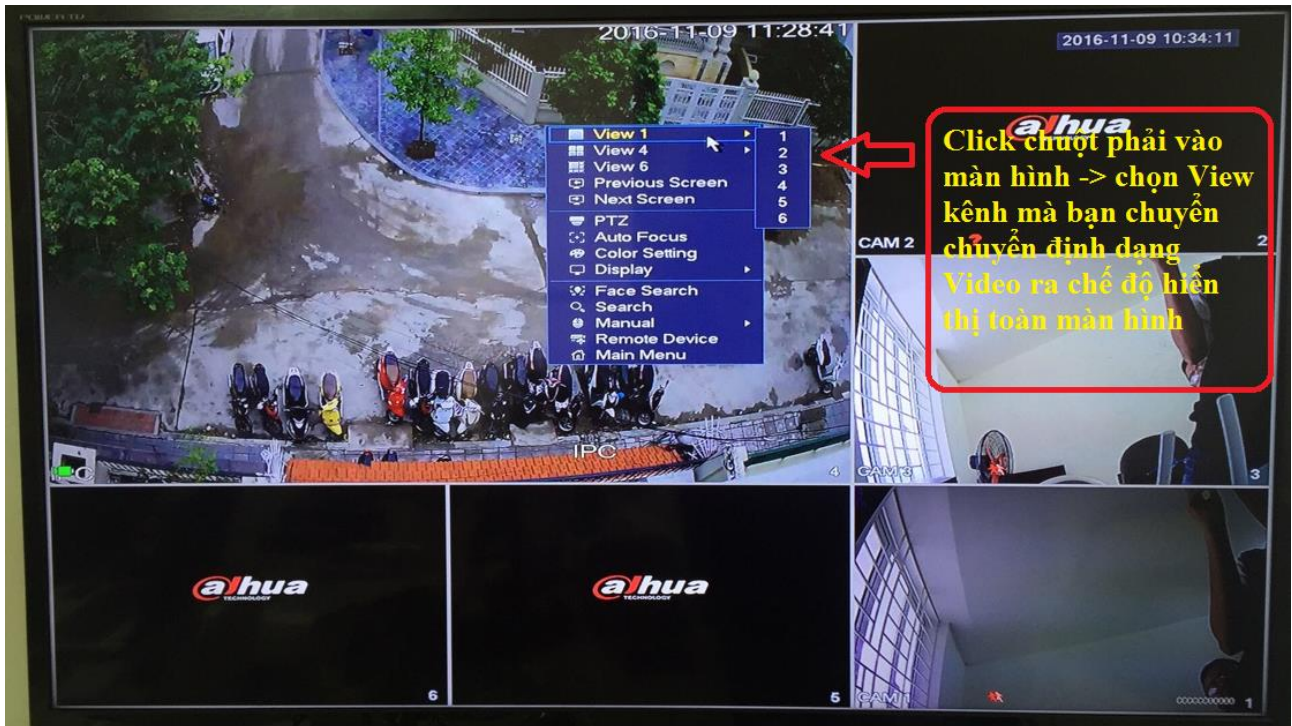 2016-11-09 11:28:41
2016-11-09 10:34:11
View 1
View 4
View 6
Previous Screen
Next Screen
PTZ
Auto Focus
Color Setting
Display
Face Search
Search
Manual
Remote Device
Main Menu
1
2
3
4
5
6
alhua
Click chuột phải vào
màn hình -> chọn View
kênh mà bạn chuyển
chuyển định dạng
Video ra chế độ hiển
thị toàn màn hình
CAM 2
2
IPC
4
CAM 3
3
alhua
TECHNOLOGY
6
alhua
TECHNOLOGY
5
CAM 1
1